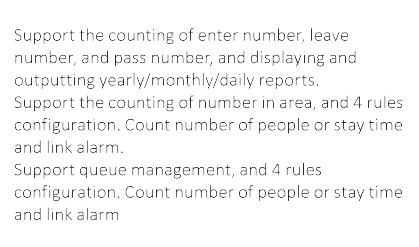 Support the counting of enter number, leave
number, and pass number, and displaying and
outputting yearly/monthly/daily reports.
Support the counting of number in area, and 4 rules
configuration. Count number of people or stay time
and link alarm.
Support queue management, and 4 rules
configuration. Count number of people or stay time
and link alarm